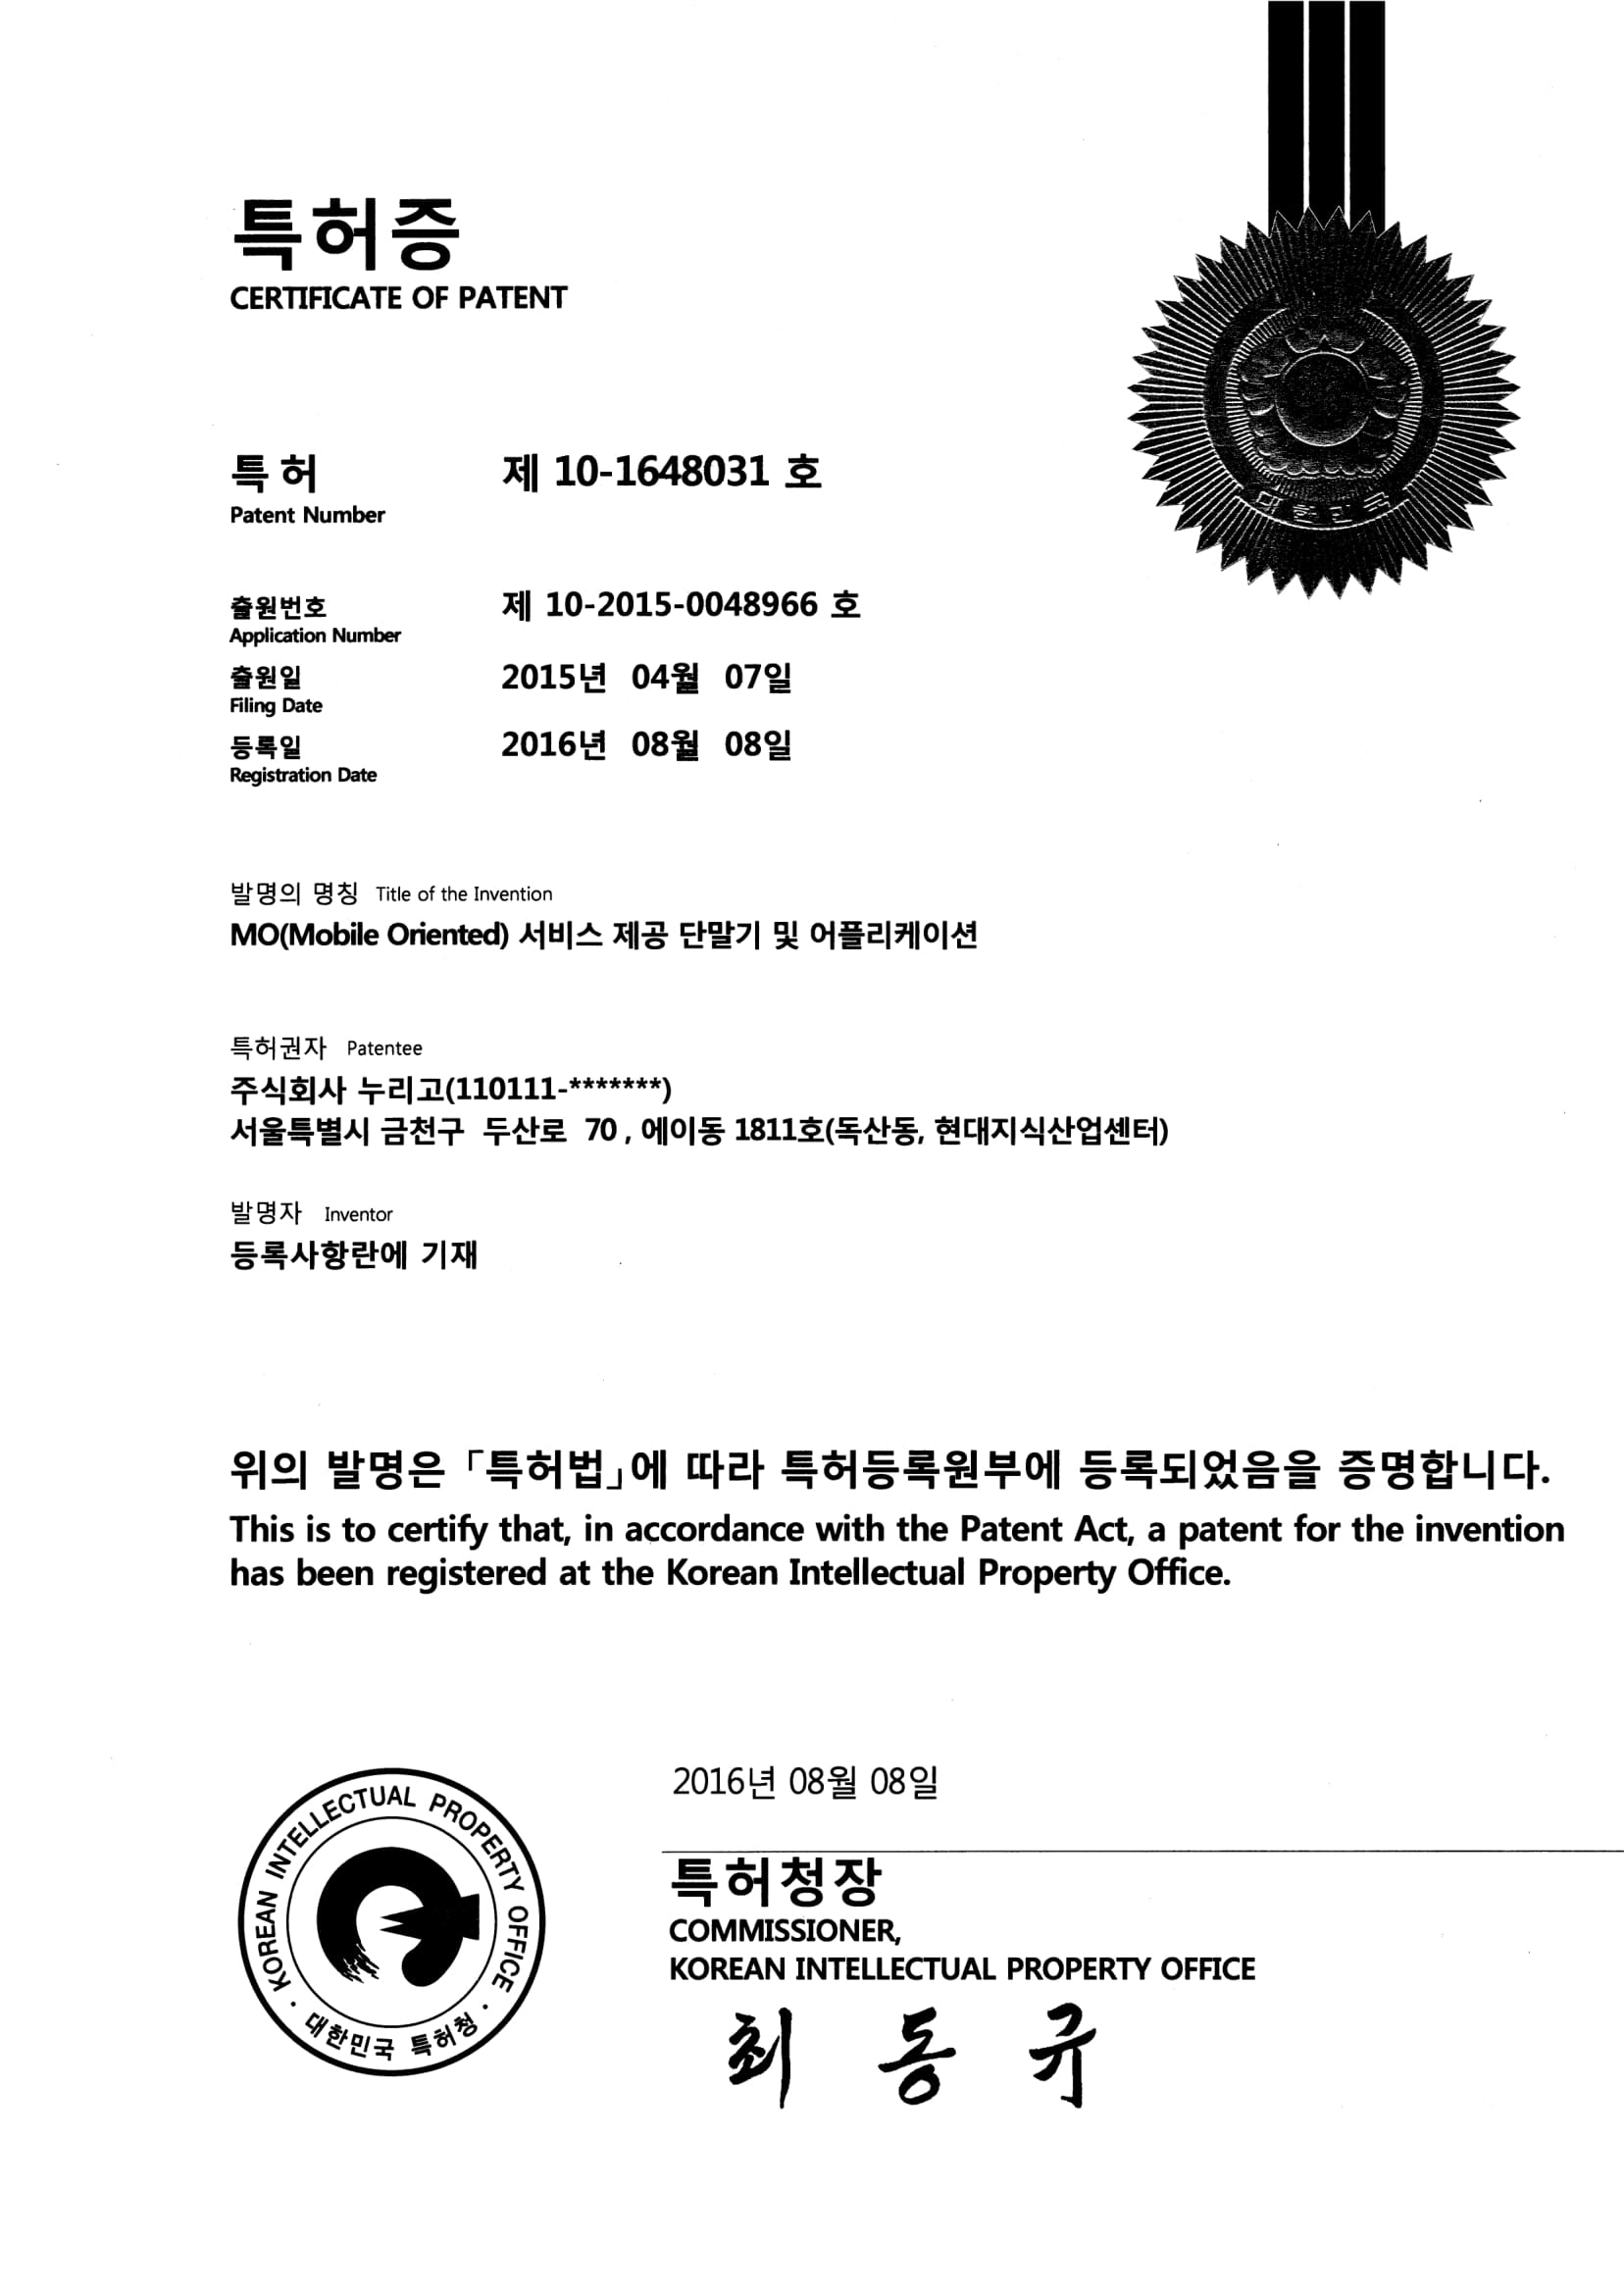 특허증
CERTIFICATE OF PATENT
대한민국
특 허 제 10-1648031 호
Patent Number
출원번호 제 10-2015-0048966 호
Application Number
출원일 2015년 04월 07일
Filing Date
등록일 2016년 08월 08일
Registration Date
발명의 명칭 Title of the Invention
MO(Mobile Oriented) 서비스 제공 단말기 및 어플리케이션
특허권자 Patentee
주식회사 누리고(110111-*******)
서울특별시 금천구 두산로 70 , 에이동 1811호(독산동, 현대지식산업센터)
발명자 Inventor
등록사항란에 기재
위의 발명은 「특허법」에 따라 특허등록원부에 등록되었음을 증명합니다.
This is to certify that, in accordance with the Patent Act, a patent for the invention
has been registered at the Korean Intellectual Property Office.
2016년 08월 08일
특허청장
COMMISSIONER,
KOREAN INTELLECTUAL PROPERTY OFFICE
최 동 규
KOREAN INTELLECTUAL PROPERTY OFFICE
· 대한민국 특허청 ·